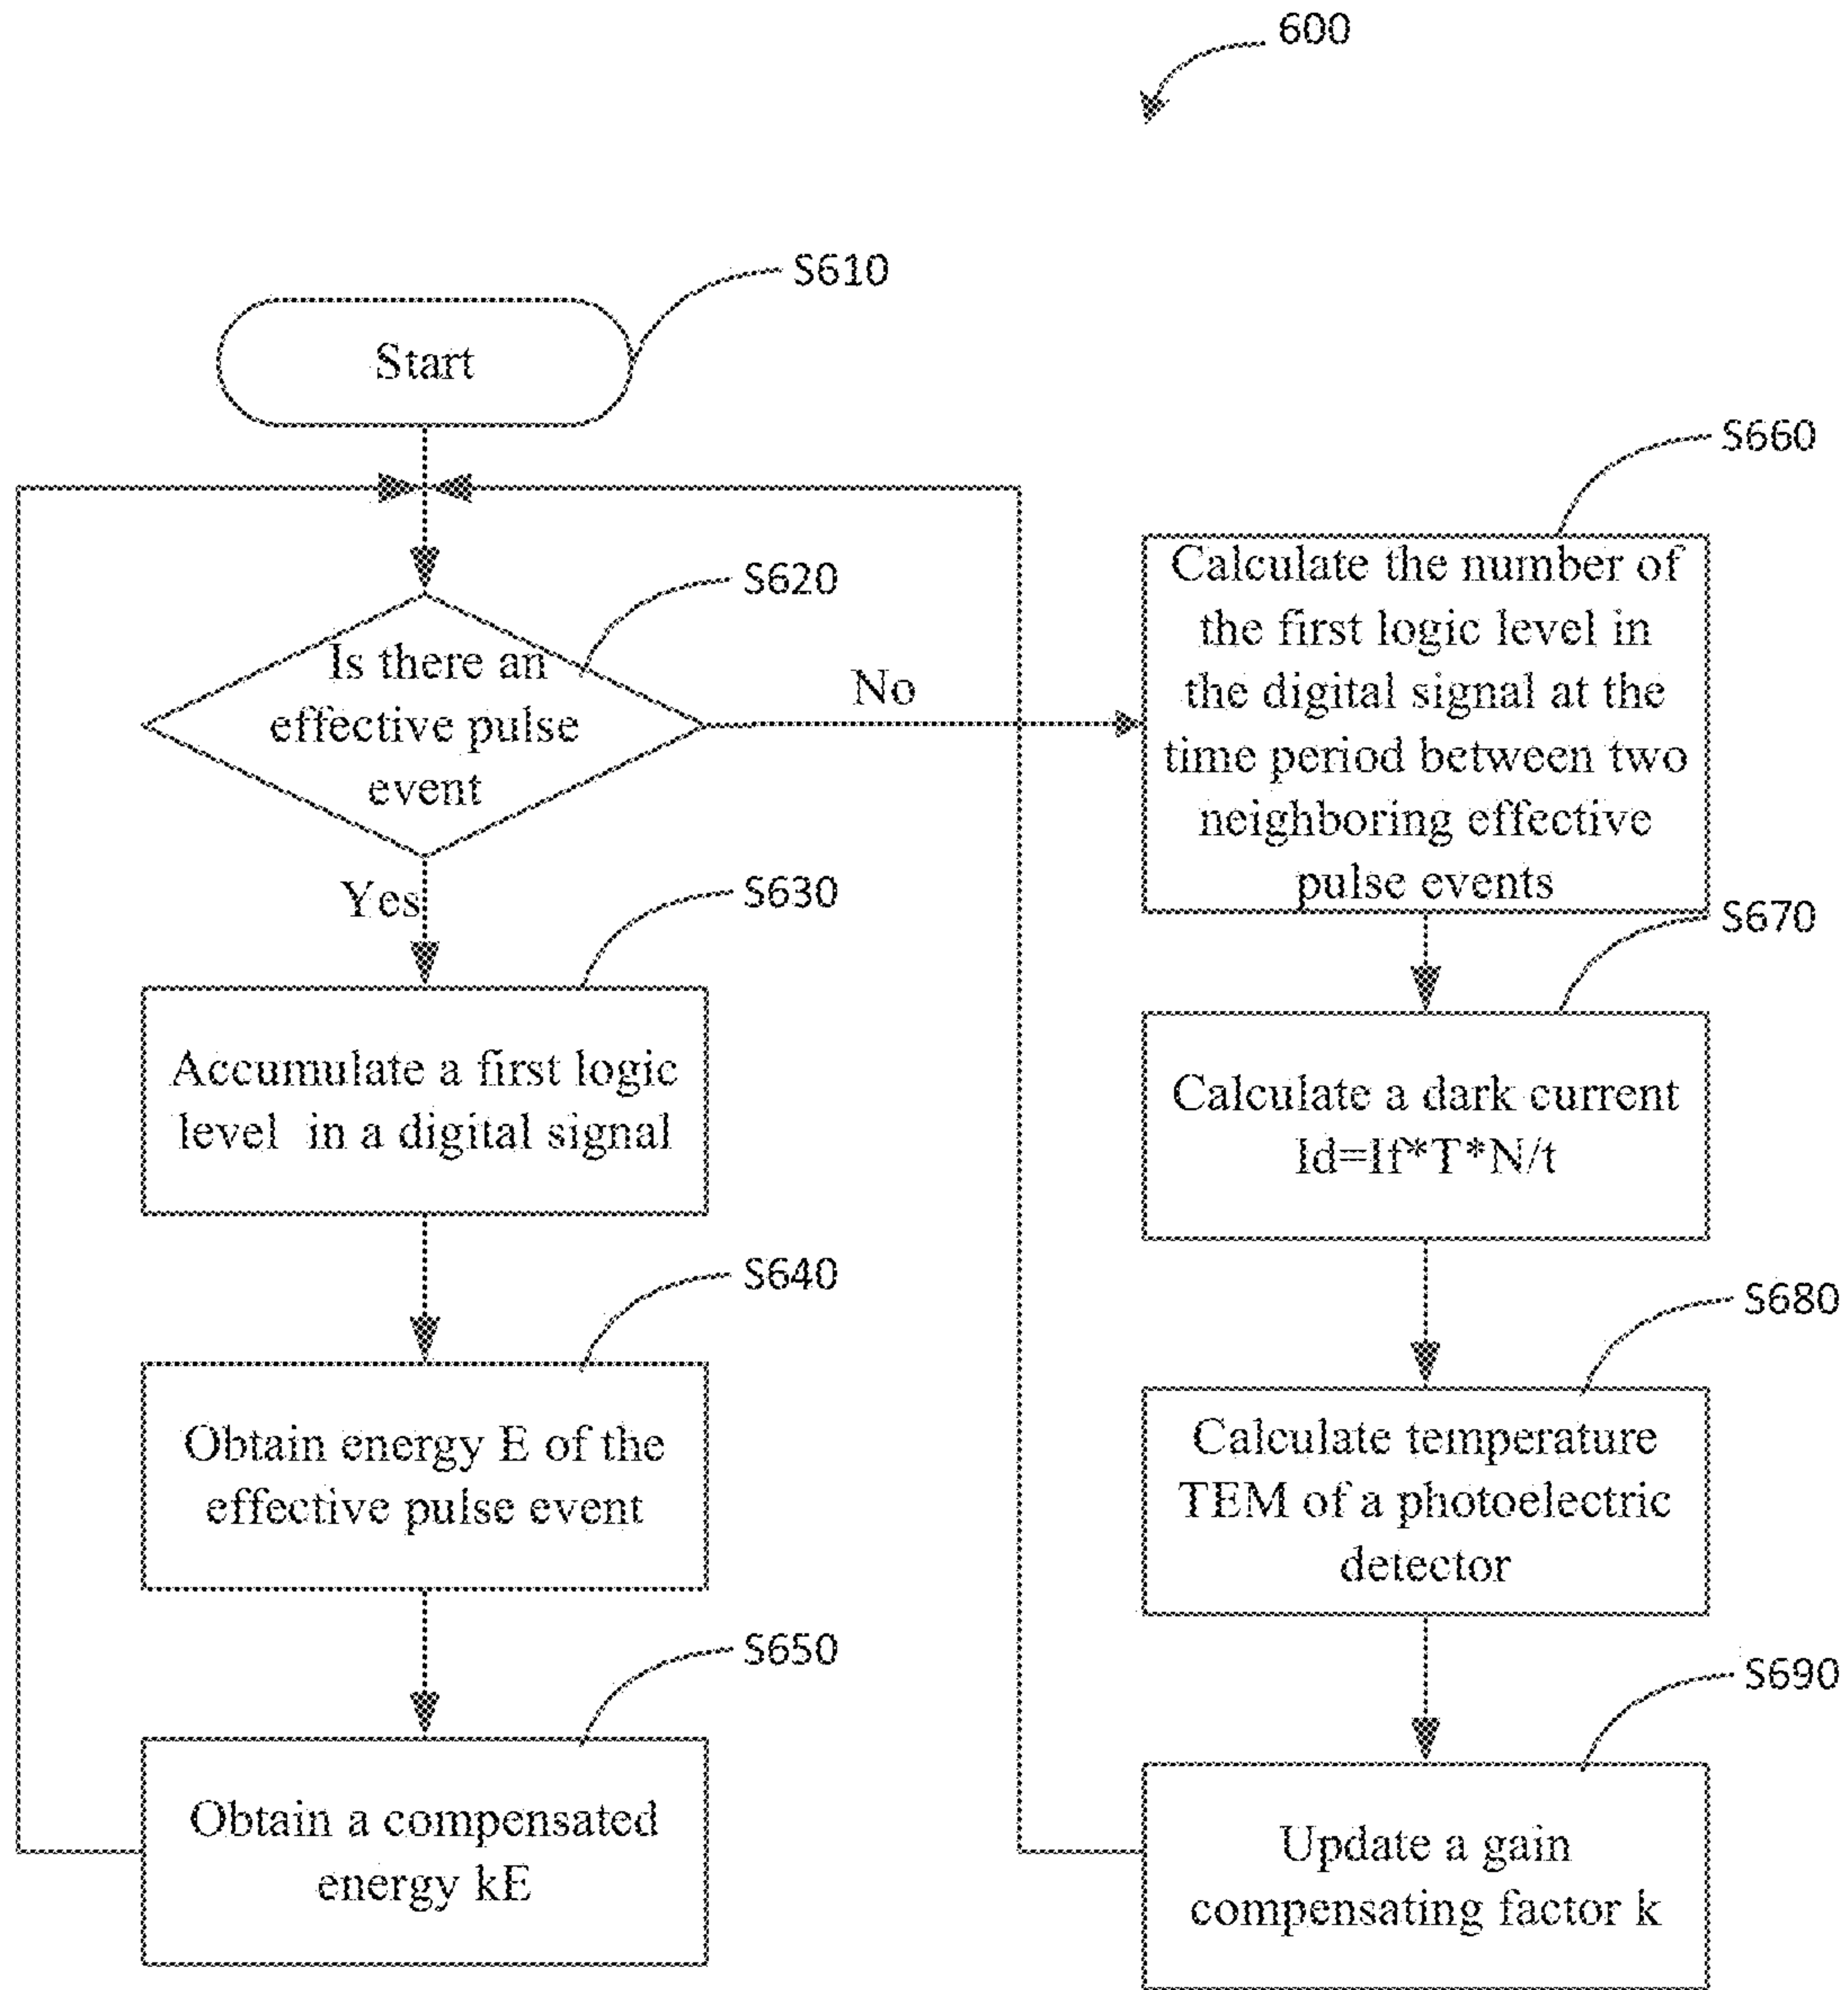 600
S610
Start
S620
Is there an
effective pulse
event
No
Yes
S630
Accumulate a first logic
level in a digital signal
S640
Obtain energy E of the
effective pulse event
S650
Obtain a compensated
energy kE
S660
Calculate the number of
the first logic level in
the digital signal at the
time period between two
neighboring effective
pulse events
S670
Calculate a dark current
Id=If*T*N/t
S680
Calculate temperature
TEM of a photoelectric
detector
S690
Update a gain
compensating factor k